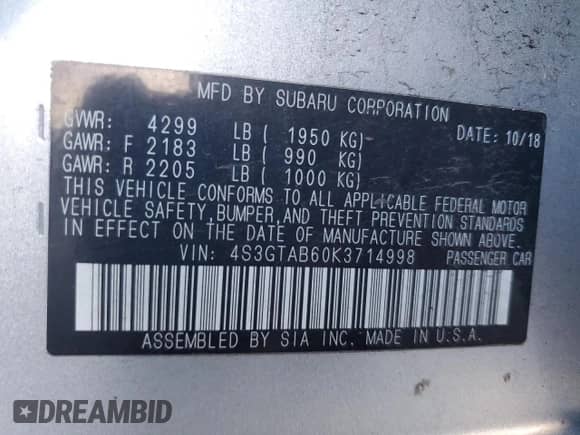 MFD BY SUBARU CORPORATION
GVWR: 4299 LB ( 1950 KG) DATE: 10/18
GAWR: F 2183 LB ( 990 KG)
GAWR: R 2205 LB ( 1000 KG)
THIS VEHICLE CONFORMS TO ALL APPLICABLE FEDERAL MOTOR
VEHICLE SAFETY, BUMPER, AND THEFT PREVENTION STANDARDS
IN EFFECT ON THE DATE OF MANUFACTURE SHOWN ABOVE.
VIN: 4S3GTAB60K3714998 PASSENGER CAR
ASSEMBLED BY SIA INC. MADE IN U.S.A.
DREAMBID